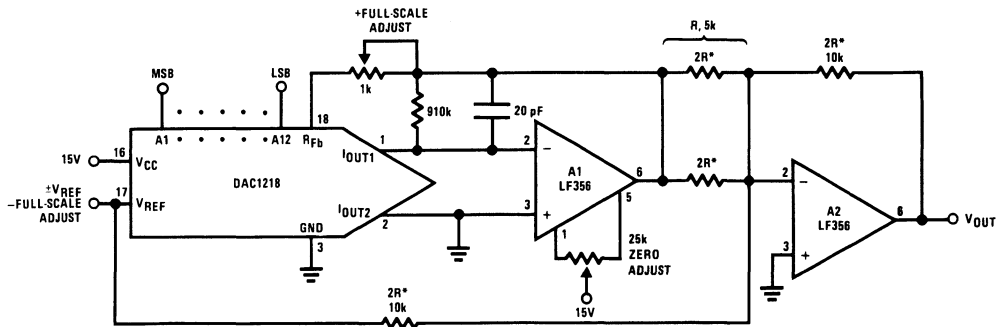 +FULL-SCALE
ADJUST
R, 5k
MSB
LSB
1k
2R*
2R*
10k
910k
20 pF
A1
A12
18
RFb
1
IOUT1
2
6
16
15V
VCC
DAC1218
A1
LF356
2R*
5
±VREF
17
VREF
–FULL-SCALE
ADJUST
IOUT2
2
3
1
GND
3
25k
ZERO
ADJUST
15V
2
A2
LF356
6
VOUT
3
2R*
10k
–
+
–
+